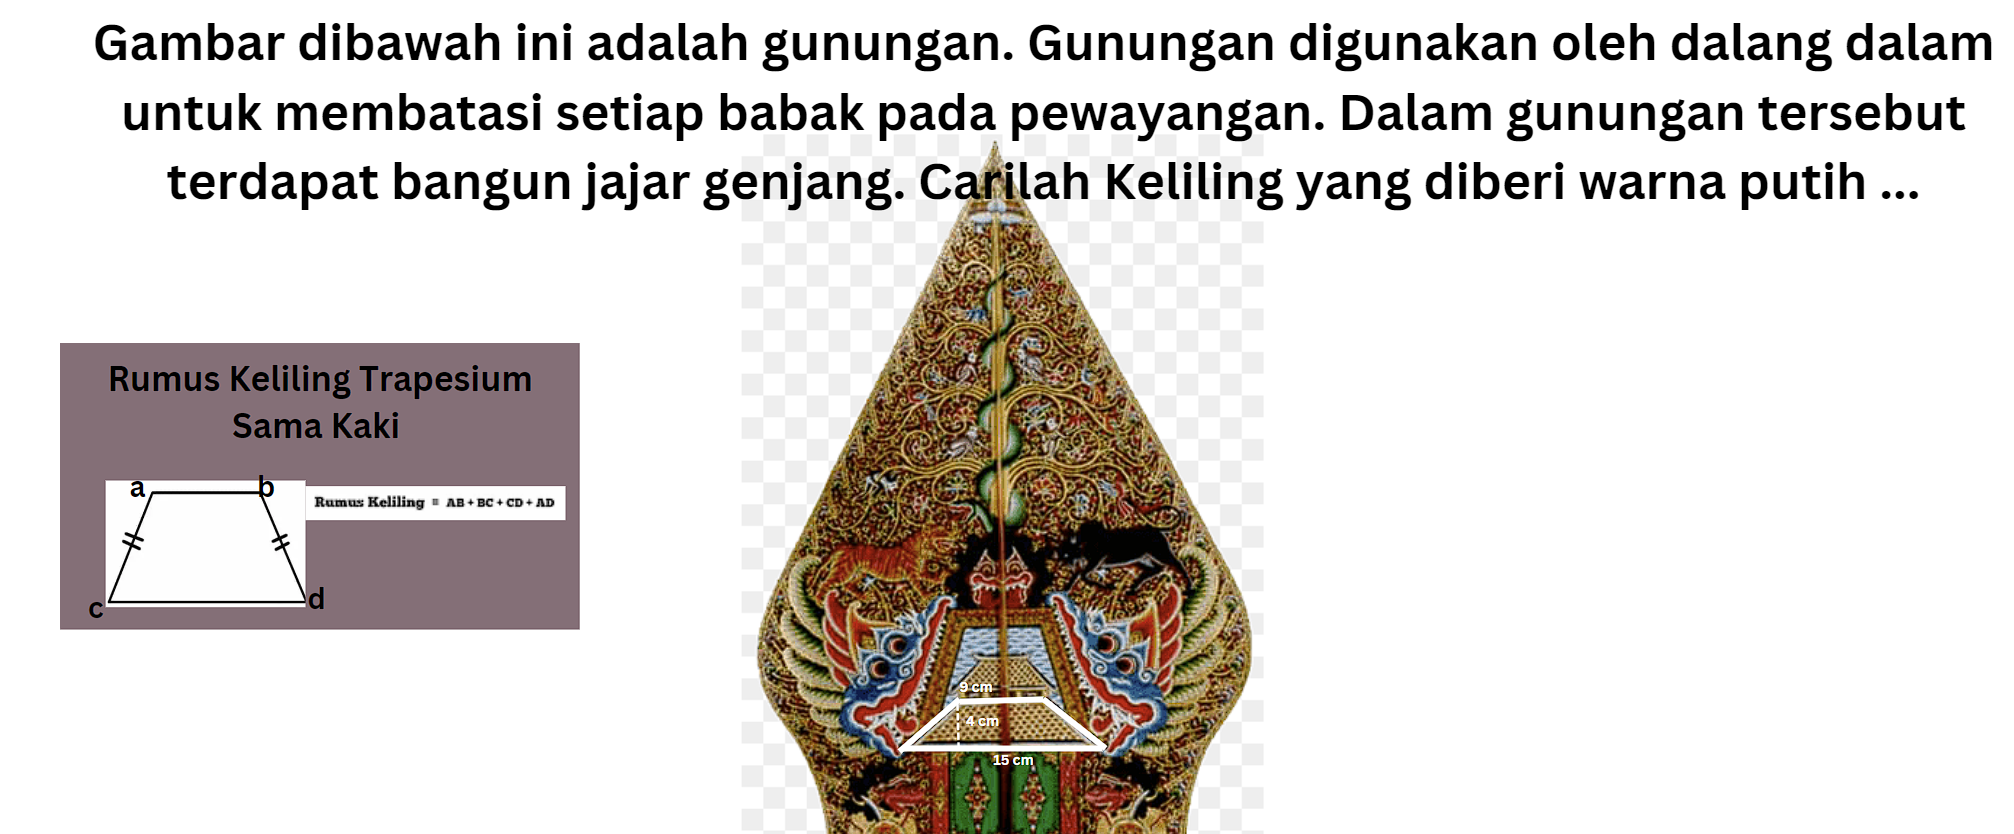 Gambar dibawah ini adalah gunungan. Gunungan digunakan oleh dalang dalam
untuk membatasi setiap babak pada pewayangan. Dalam gunungan tersebut
terdapat bangun jajar genjang. Carilah Keliling yang diberi warna putih ...
Rumus Keliling Trapesium
Sama Kaki
a
b
Rumus Keliling = AB + BC + CD + AD
c
d
9 cm
4 cm
15 cm